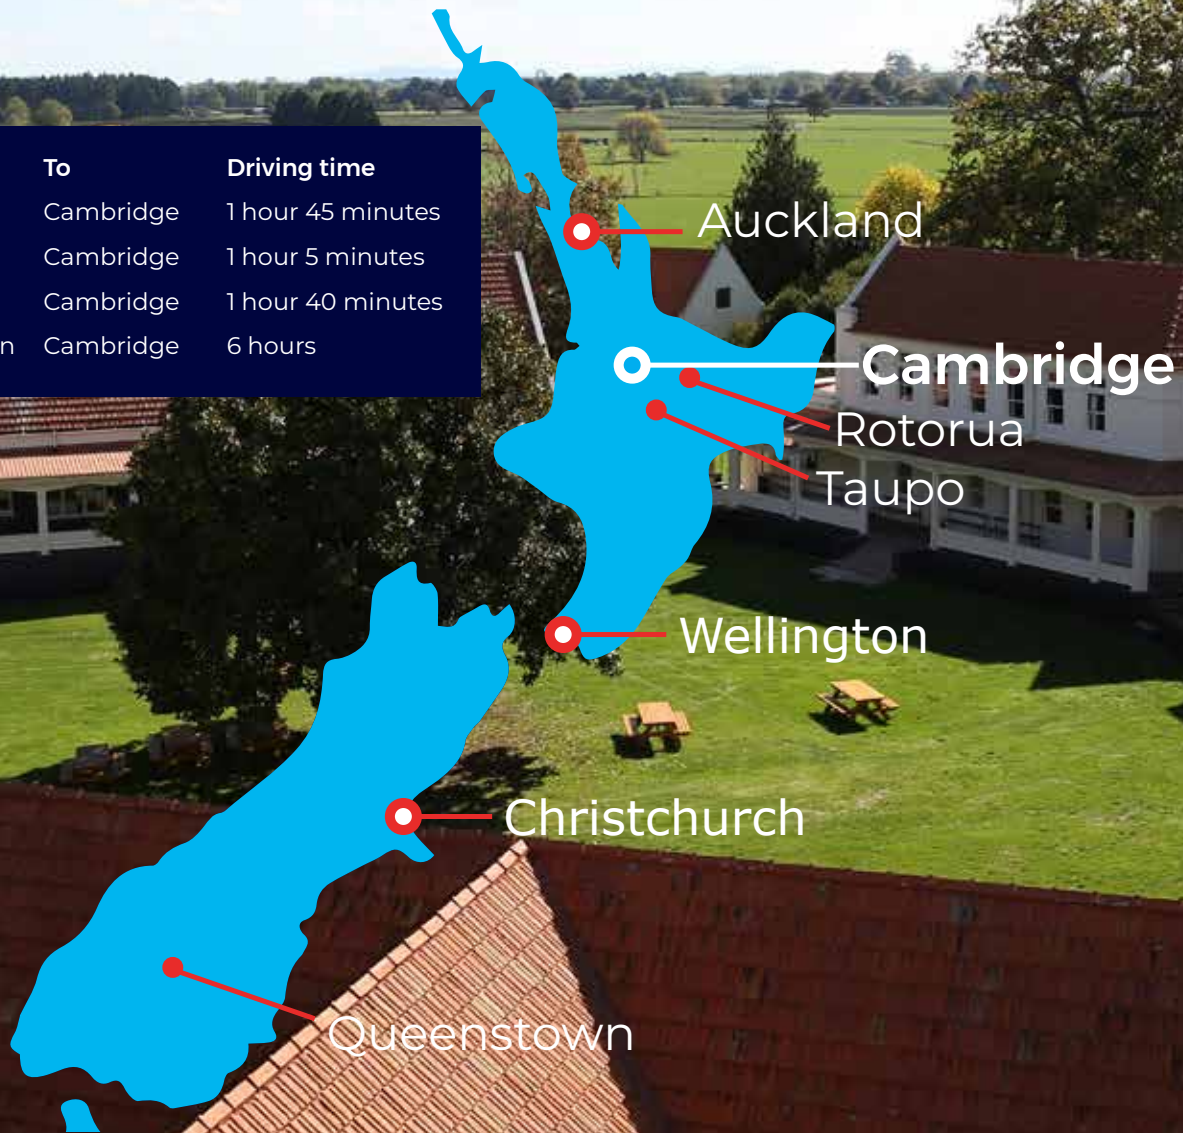 To Driving time
Cambridge 1 hour 45 minutes
Cambridge 1 hour 5 minutes
Cambridge 1 hour 40 minutes
n Cambridge 6 hours
Auckland
Cambridge
Rotorua
Taupo
Wellington
Christchurch
Queenstown